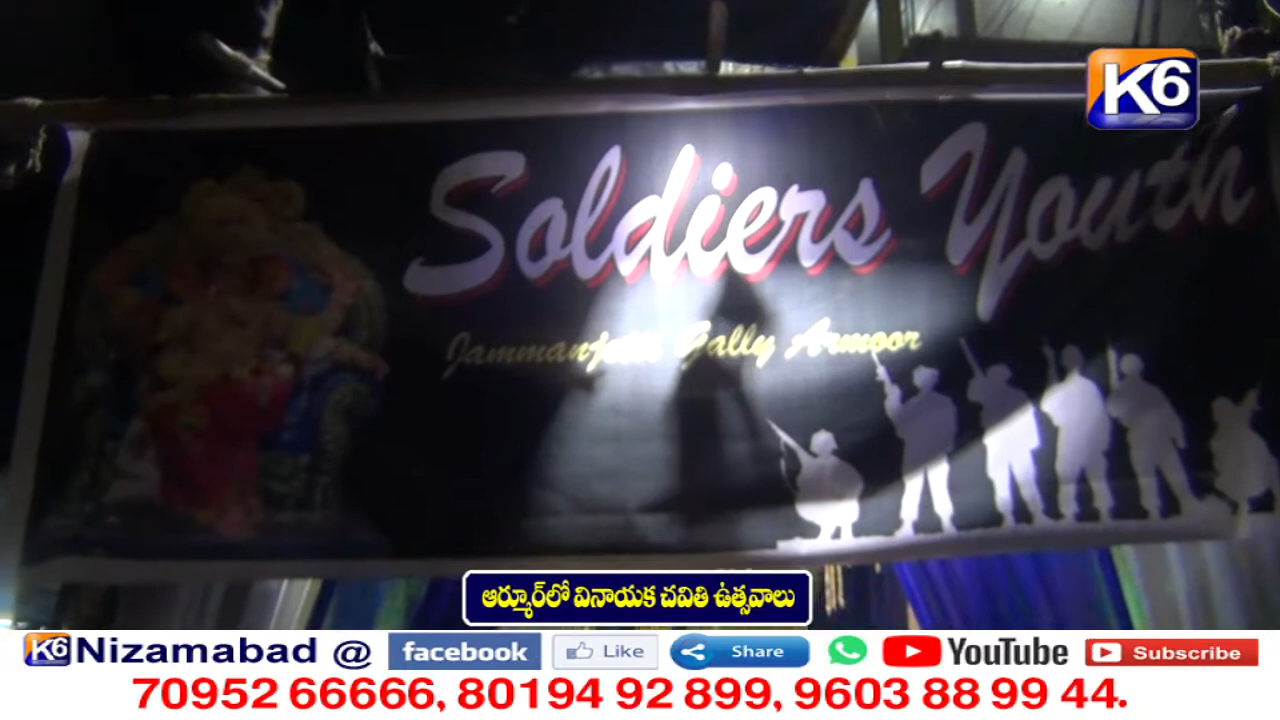 K6
Soldiers Youth
Gally Armoor
ఆర్మూర్‌లో వినాయక చవితి ఉత్సవాలు
K6 Nizamabad @ facebook Like Share YouTube Subscribe
70952 66666, 80194 92 899, 9603 88 99 44.